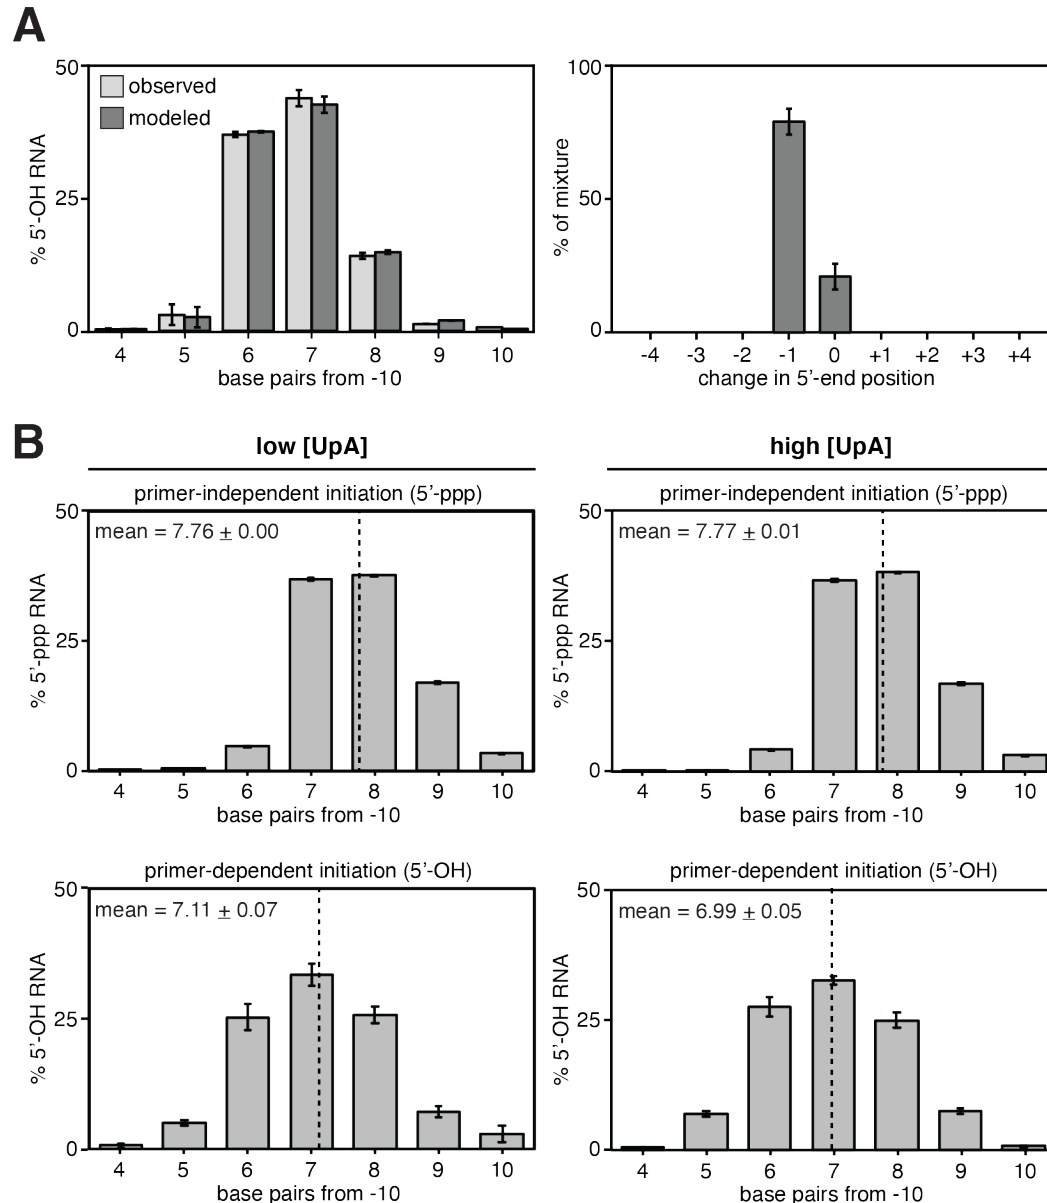 A
50
25
0
% 5’-OH RNA
observed
modeled
4 5 6 7 8 9 10
base pairs from -10
100
50
0
% of mixture
-4 -3 -2 -1 0 +1 +2 +3 +4
change in 5’-end position
B
low [UpA]
primer-independent initiation (5’-ppp)
50
25
0
% 5’-ppp RNA
mean = 7.76 ± 0.00
4 5 6 7 8 9 10
base pairs from -10
high [UpA]
primer-independent initiation (5’-ppp)
50
25
0
% 5’-ppp RNA
mean = 7.77 ± 0.01
4 5 6 7 8 9 10
base pairs from -10
primer-dependent initiation (5’-OH)
50
25
0
% 5’-OH RNA
mean = 7.11 ± 0.07
4 5 6 7 8 9 10
base pairs from -10
primer-dependent initiation (5’-OH)
50
25
0
% 5’-OH RNA
mean = 6.99 ± 0.05
4 5 6 7 8 9 10
base pairs from -10